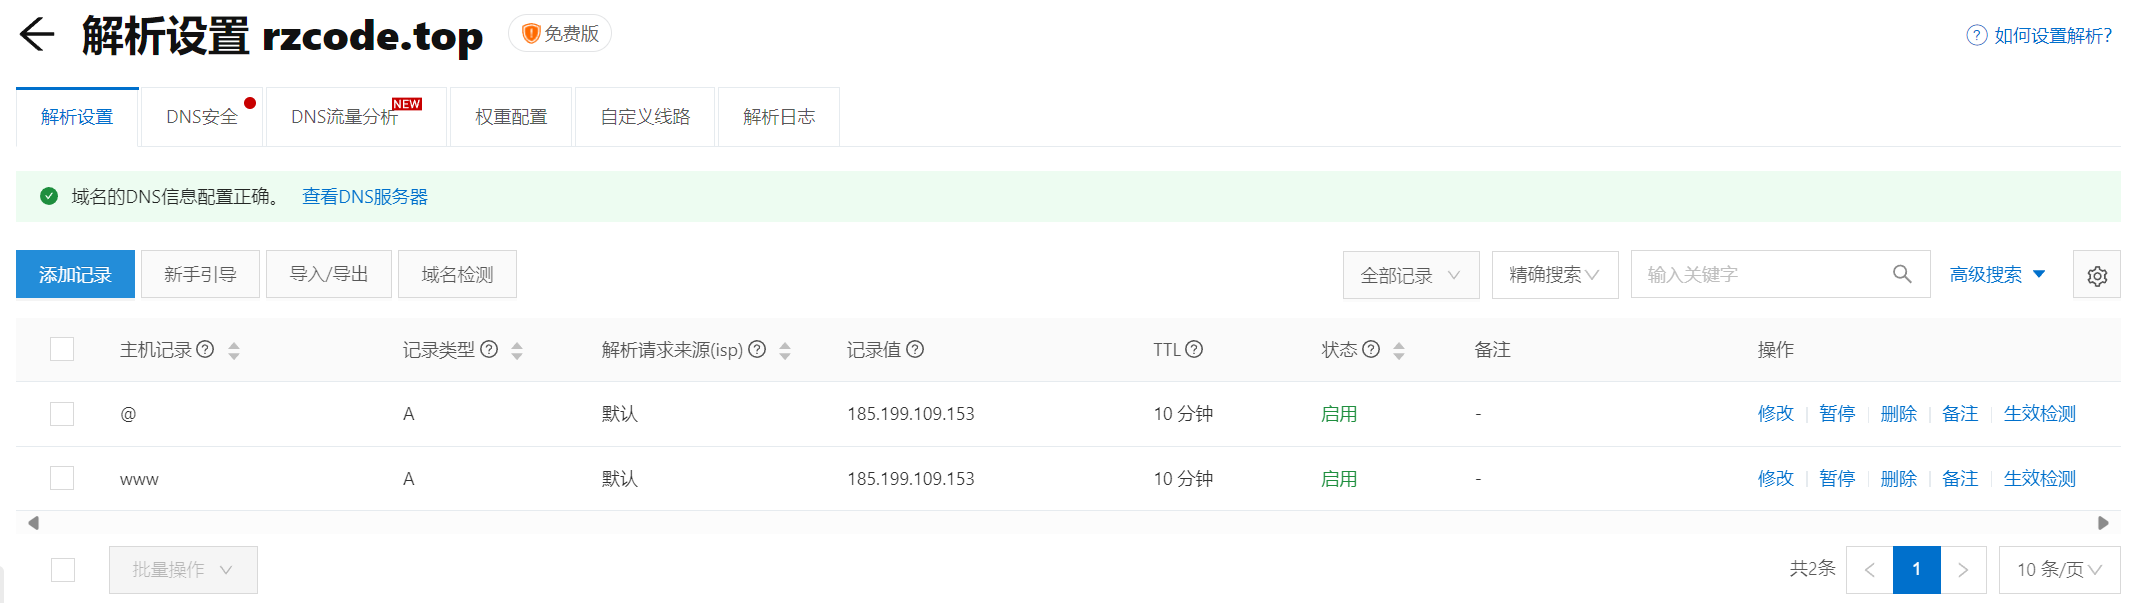 解析设置 rzcode.top 免费版 如何设置解析?
解析设置 DNS安全 DNS流量分析 NEW 权重配置 自定义线路 解析日志
域名的DNS信息配置正确。 查看DNS服务器
添加记录 新手引导 导入/导出 域名检测 全部记录 精确搜索 输入关键字 高级搜索
主机记录 记录类型 解析请求来源(isp) 记录值 TTL 状态 备注 操作
@ A 默认 185.199.109.153 10 分钟 启用 - 修改 暂停 删除 备注 生效检测
www A 默认 185.199.109.153 10 分钟 启用 - 修改 暂停 删除 备注 生效检测
批量操作 共2条 < 1 > 10 条/页